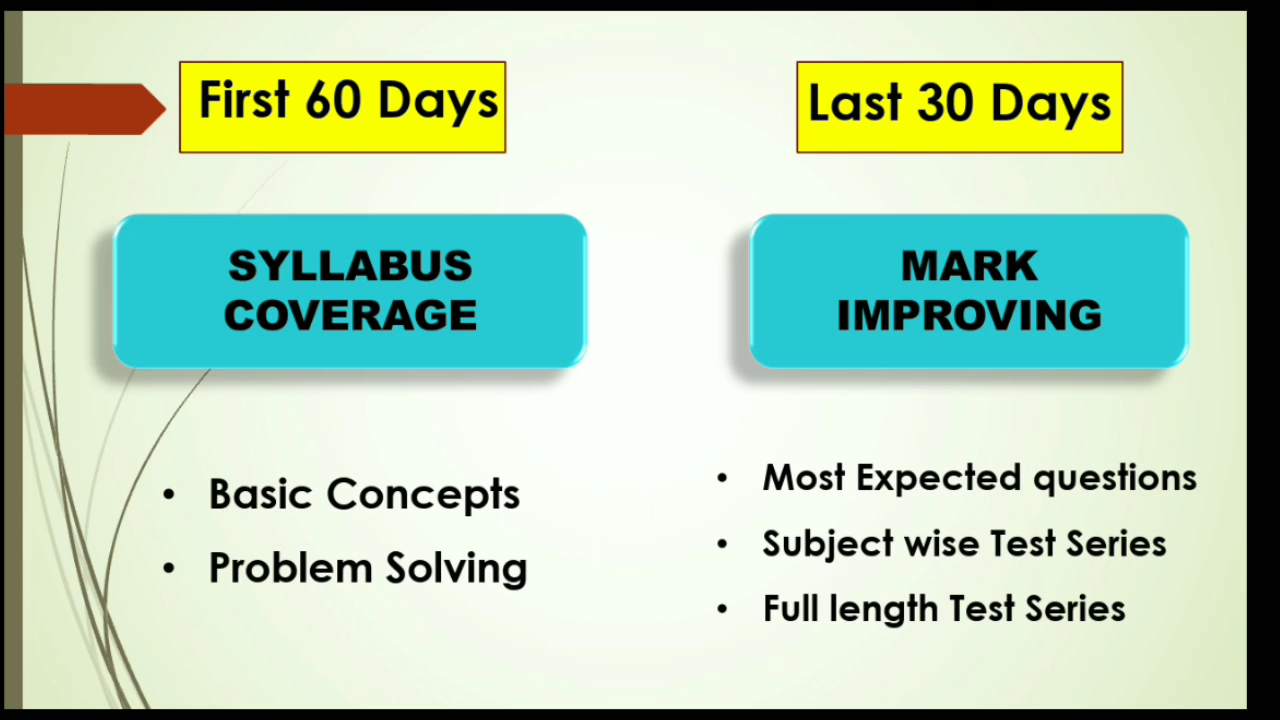 First 60 Days
Last 30 Days
SYLLABUS
COVERAGE
MARK
IMPROVING
• Basic Concepts
• Problem Solving
• Most Expected questions
• Subject wise Test Series
• Full length Test Series